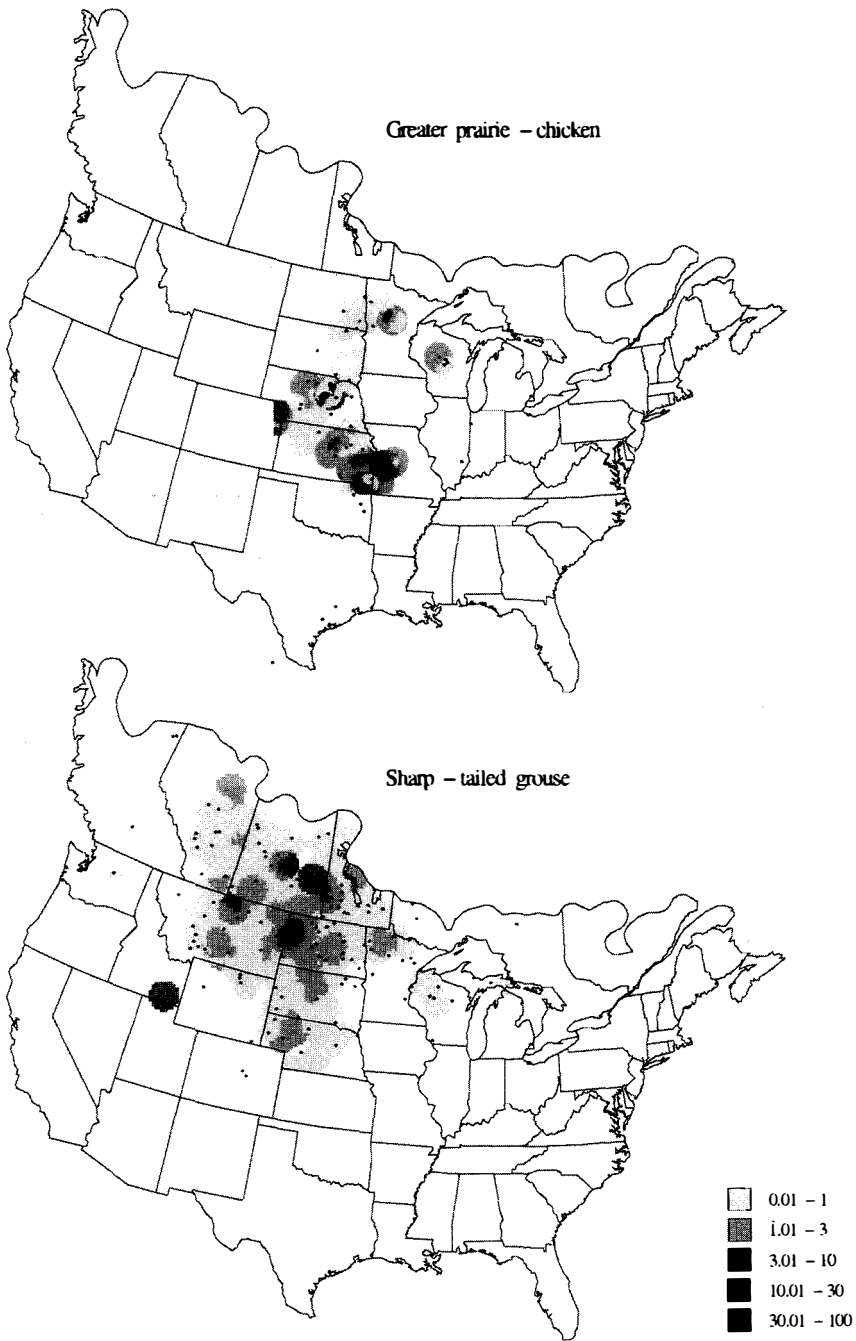 Greater prairie – chicken
Sharp – tailed grouse
0.01 – 1
1.01 – 3
3.01 – 10
10.01 – 30
30.01 – 100